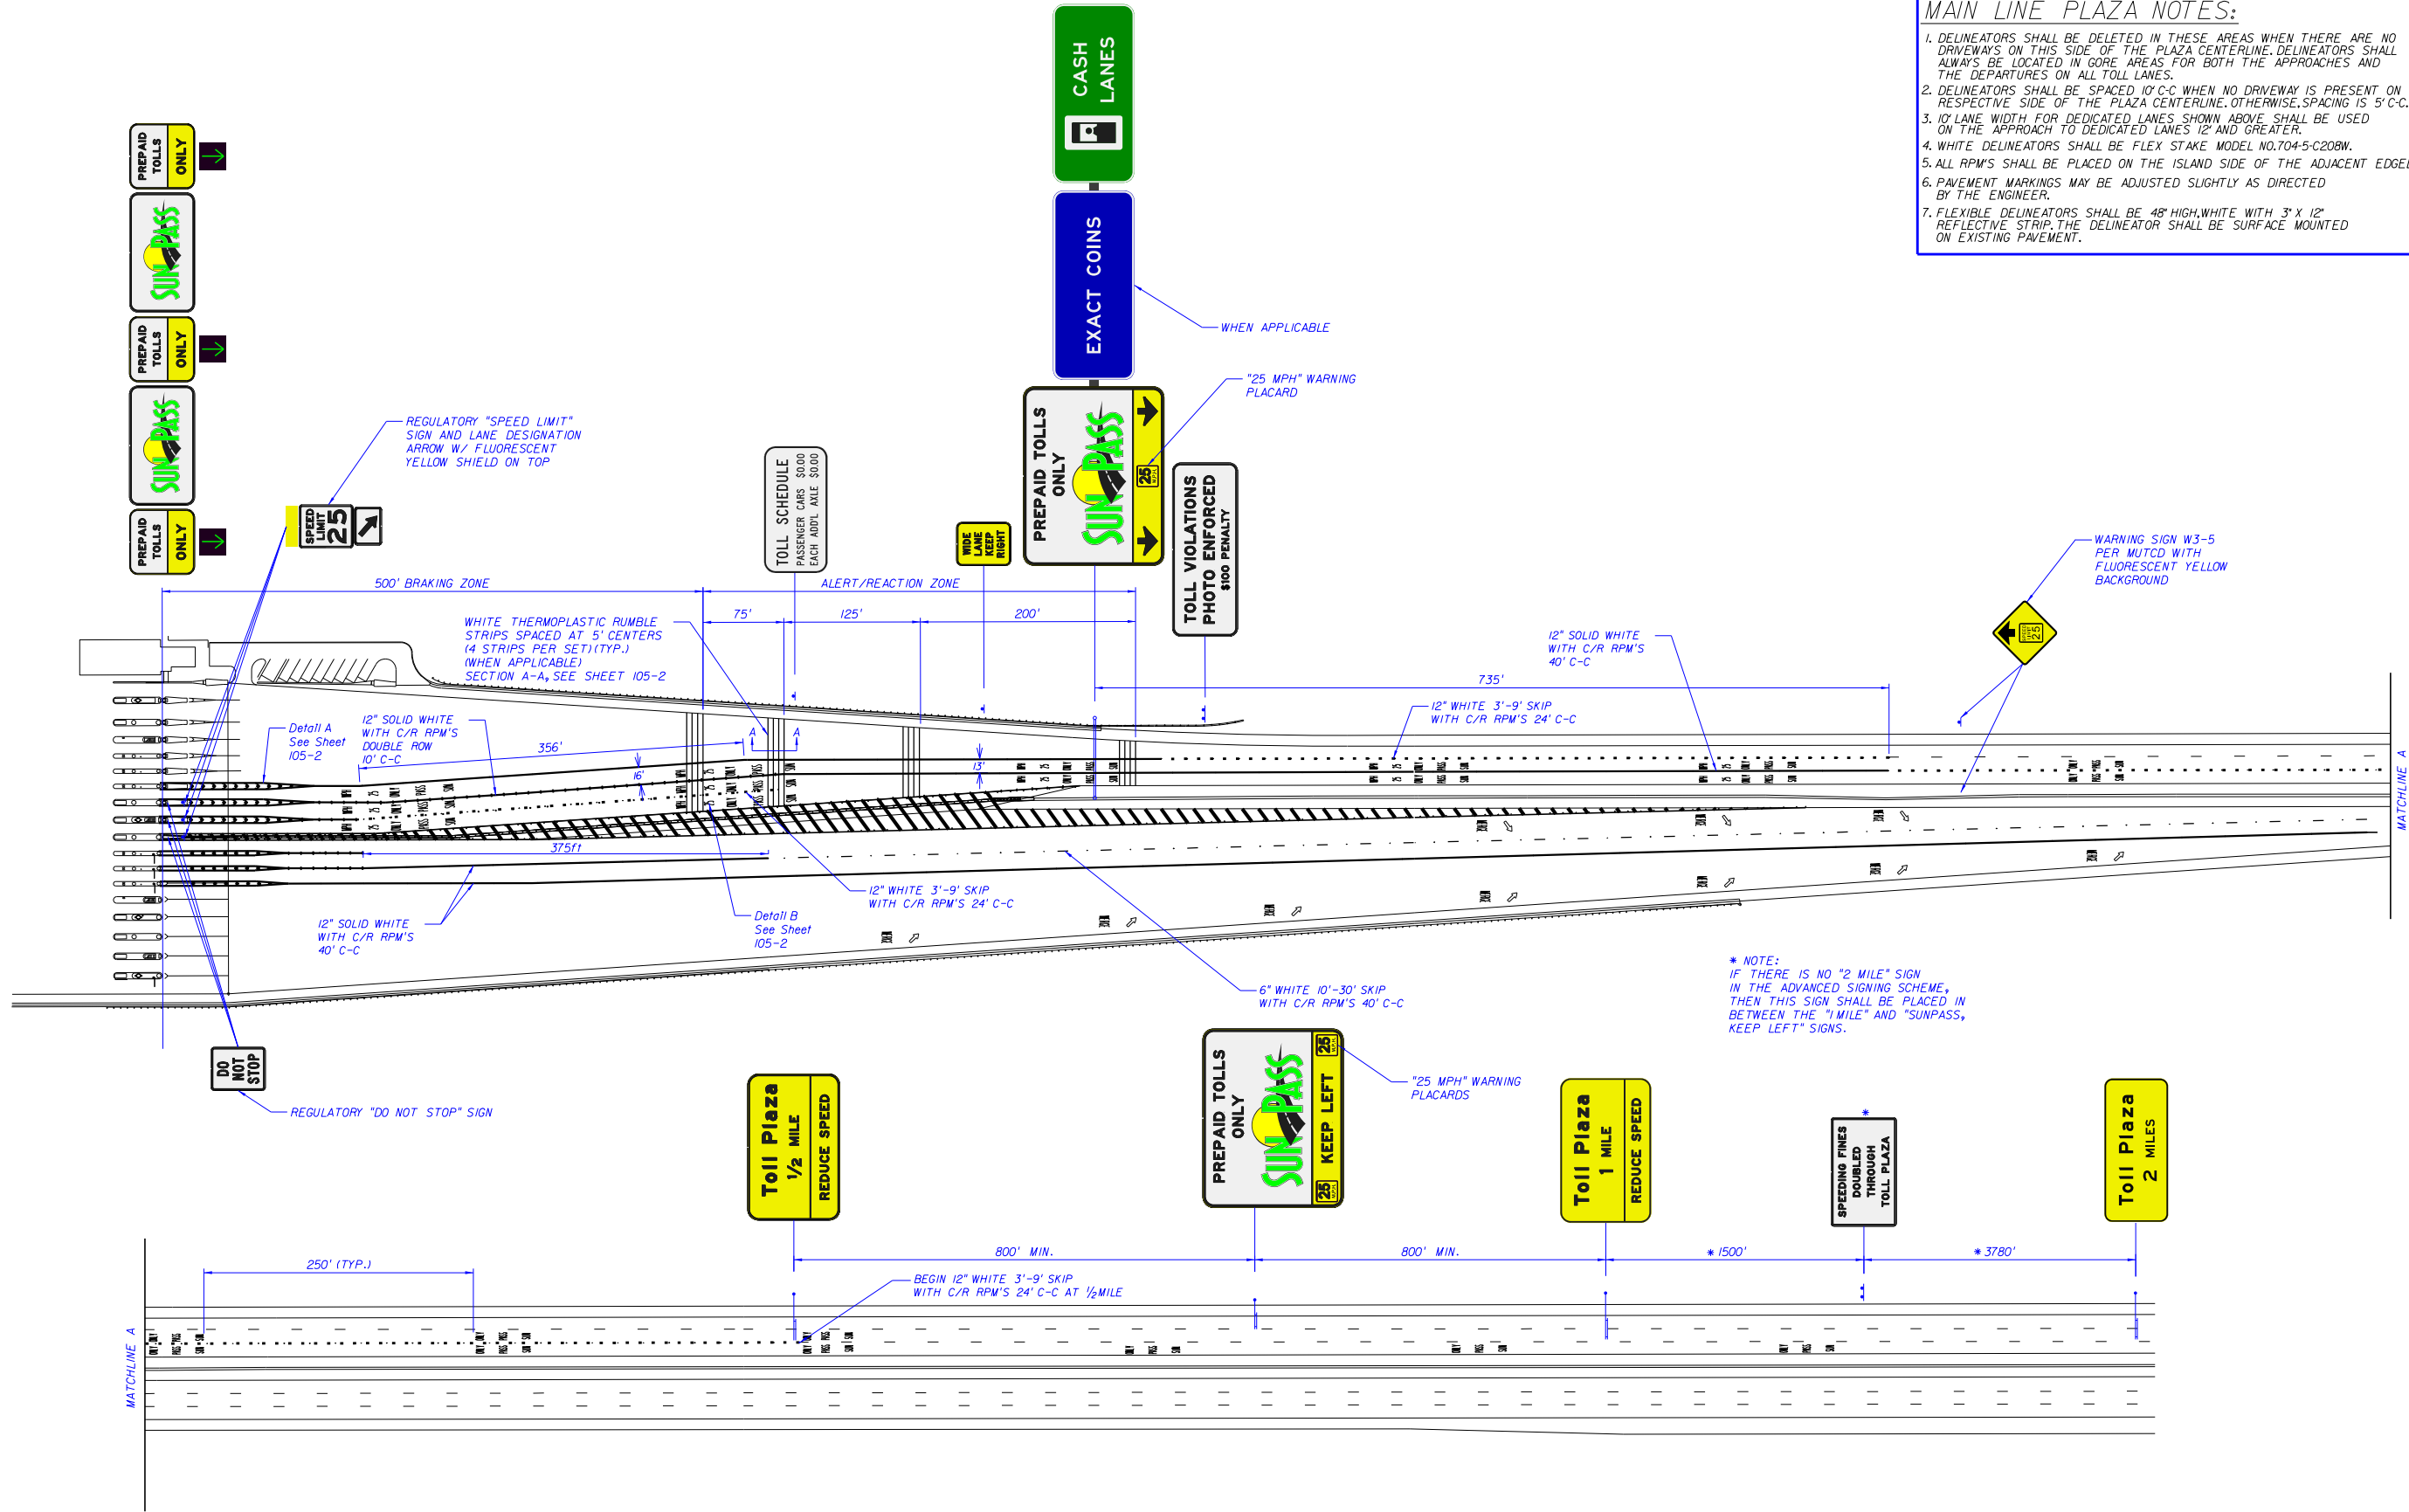 MAIN LINE PLAZA NOTES:
1. DELINEATORS SHALL BE DELETED IN THESE AREAS WHEN THERE ARE NO
DRIVEWAYS ON THIS SIDE OF THE PLAZA CENTERLINE. DELINEATORS SHALL
ALWAYS BE LOCATED IN GORE AREAS FOR BOTH THE APPROACHES AND
THE DEPARTURES ON ALL TOLL LANES.
2. DELINEATORS SHALL BE SPACED 10' C-C WHEN NO DRIVEWAY IS PRESENT ON
RESPECTIVE SIDE OF THE PLAZA CENTERLINE. OTHERWISE, SPACING IS 5' C-C.
3. 10' LANE WIDTH FOR DEDICATED LANES SHOWN ABOVE SHALL BE USED
ON THE APPROACH TO DEDICATED LANES 12' AND GREATER.
4. WHITE DELINEATORS SHALL BE FLEX STAKE MODEL NO.704-5-C208W.
5. ALL RPM'S SHALL BE PLACED ON THE ISLAND SIDE OF THE ADJACENT
6. PAVEMENT MARKINGS MAY BE ADJUSTED SLIGHTLY AS DIRECTED
BY THE ENGINEER.
7. FLEXIBLE DELINEATORS SHALL BE 48" HIGH, WHITE WITH 3" X 12"
REFLECTIVE STRIP. THE DELINEATOR SHALL BE SURFACE MOUNTED
ON EXISTING PAVEMENT.
CASH
LANES
EXACT COINS
WHEN APPLICABLE
PREPAID TOLLS
ONLY
SUNPASS
25
M.P.H.
"25 MPH" WARNING
PLACARD
TOLL VIOLATIONS
PHOTO ENFORCED
$100 PENALTY
PREPAID
TOLLS
ONLY
SUNPASS
PREPAID
TOLLS
ONLY
SUNPASS
PREPAID
TOLLS
ONLY
REGULATORY "SPEED LIMIT"
SIGN AND LANE DESIGNATION
ARROW W/ FLUORESCENT
YELLOW SHIELD ON TOP
SPEED
LIMIT
25
TOLL SCHEDULE
PASSENGER CARS $0.00
EACH ADD'L AXLE $0.00
WIDE
LANE
KEEP
RIGHT
WARNING SIGN W3-5
PER MUTCD WITH
FLUORESCENT YELLOW
BACKGROUND
SPEED
LIMIT
25
500' BRAKING ZONE
ALERT/REACTION ZONE
75'
125'
200'
WHITE THERMOPLASTIC RUMBLE
STRIPS SPACED AT 5' CENTERS
(4 STRIPS PER SET)(TYP.)
(WHEN APPLICABLE)
SECTION A-A, SEE SHEET 105-2
12" SOLID WHITE
WITH C/R RPM'S
40' C-C
735'
12" WHITE 3'-9' SKIP
WITH C/R RPM'S 24' C-C
Detail A
See Sheet
105-2
12" SOLID WHITE
WITH C/R RPM'S
DOUBLE ROW
10' C-C
356'
A
A
16'
13'
MATCHLINE A
375ft
12" WHITE 3'-9' SKIP
WITH C/R RPM'S 24' C-C
Detail B
See Sheet
105-2
12" SOLID WHITE
WITH C/R RPM'S
40' C-C
6" WHITE 10'-30' SKIP
WITH C/R RPM'S 40' C-C
* NOTE:
IF THERE IS NO "2 MILE" SIGN
IN THE ADVANCED SIGNING SCHEME,
THEN THIS SIGN SHALL BE PLACED IN
BETWEEN THE "1 MILE" AND "SUNPASS,
KEEP LEFT" SIGNS.
DO
NOT
STOP
REGULATORY "DO NOT STOP" SIGN
Toll Plaza
1/2 MILE
REDUCE SPEED
PREPAID TOLLS
ONLY
SUNPASS
25 M.P.H. KEEP LEFT 25 M.P.H.
"25 MPH" WARNING
PLACARDS
Toll Plaza
1 MILE
REDUCE SPEED
*
SPEEDING FINES
DOUBLED
THROUGH
TOLL PLAZA
Toll Plaza
2 MILES
800' MIN.
800' MIN.
* 1500'
* 3780'
250' (TYP.)
BEGIN 12" WHITE 3'-9' SKIP
WITH C/R RPM'S 24' C-C AT 1/2 MILE
MATCHLINE A